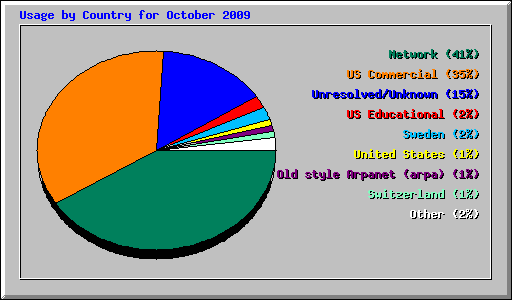 Usage by Country for October 2009
Network (41%)
US Commercial (35%)
Unresolved/Unknown (15%)
US Educational (2%)
Sweden (2%)
United States (1%)
Old style Arpanet (arpa) (1%)
Switzerland (1%)
Other (2%)